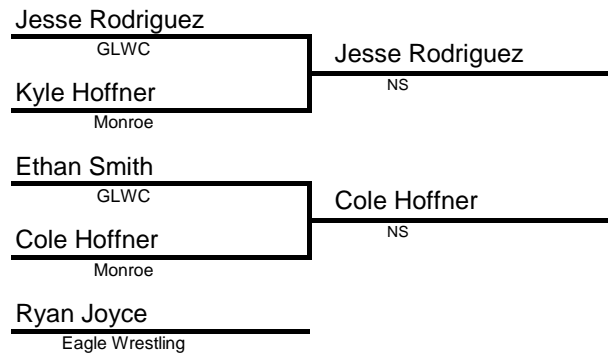 Jesse Rodriguez
GLWC
Jesse Rodriguez
NS
Kyle Hoffner
Monroe
Ethan Smith
GLWC
Cole Hoffner
NS
Cole Hoffner
Monroe
Ryan Joyce
Eagle Wrestling